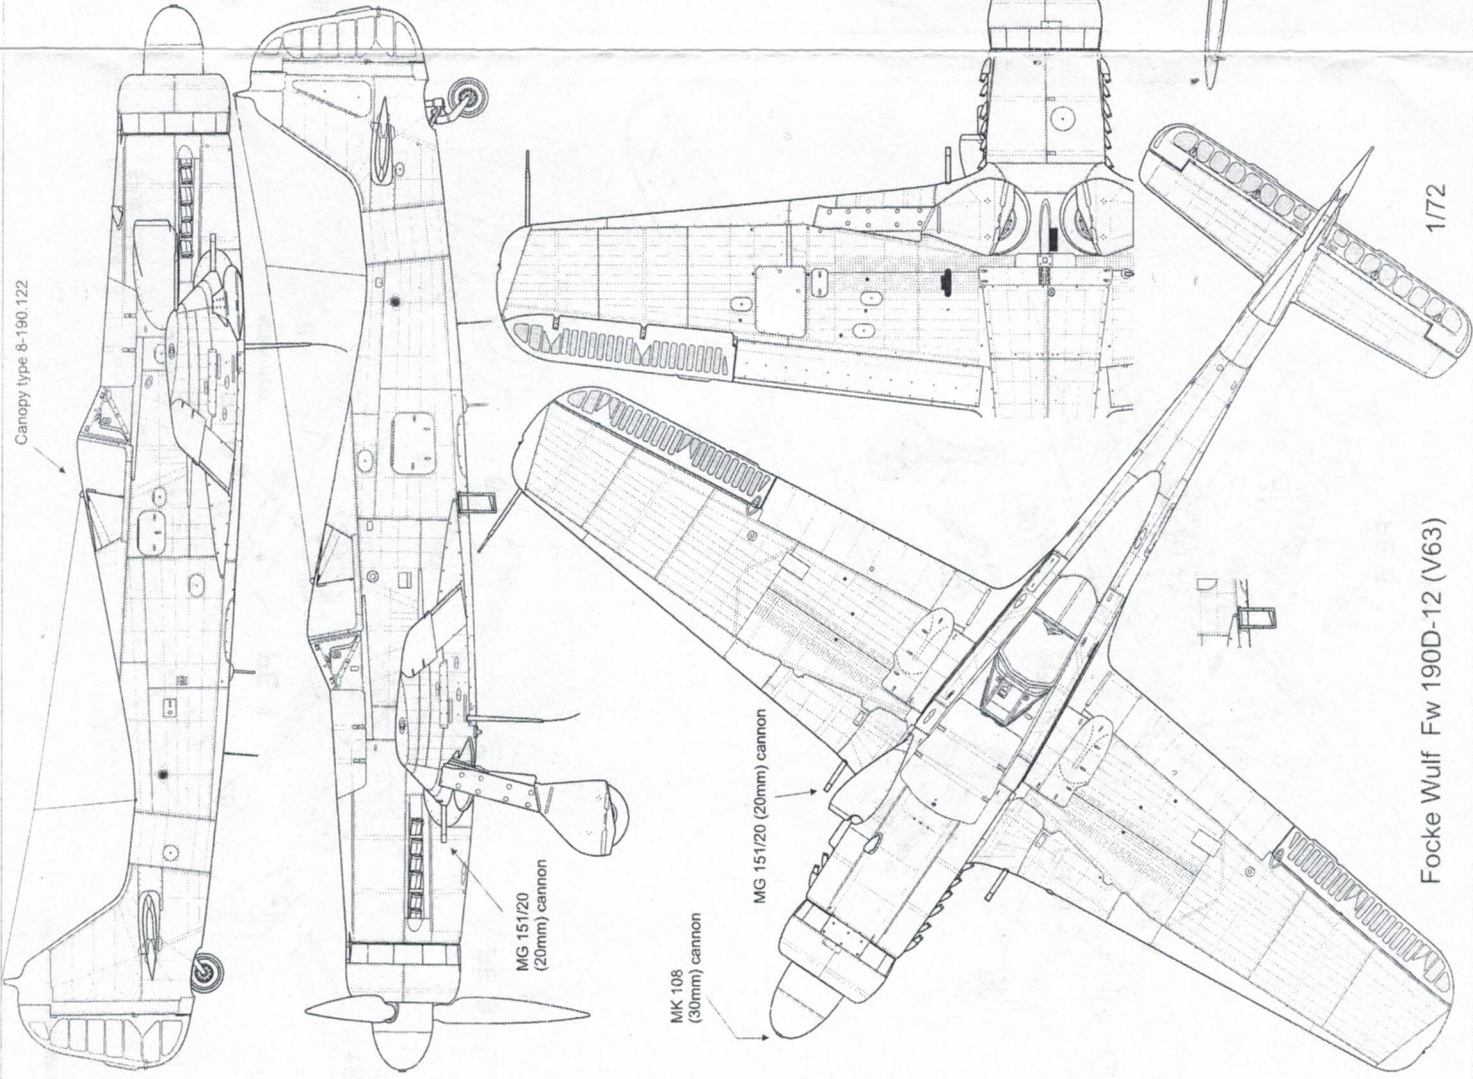 Canopy type 8-190.122
MG 151/20
(20mm) cannon
MK 108
(30mm) cannon
MG 151/20 (20mm) cannon
Focke Wulf Fw 190D-12 (V63)
1/72